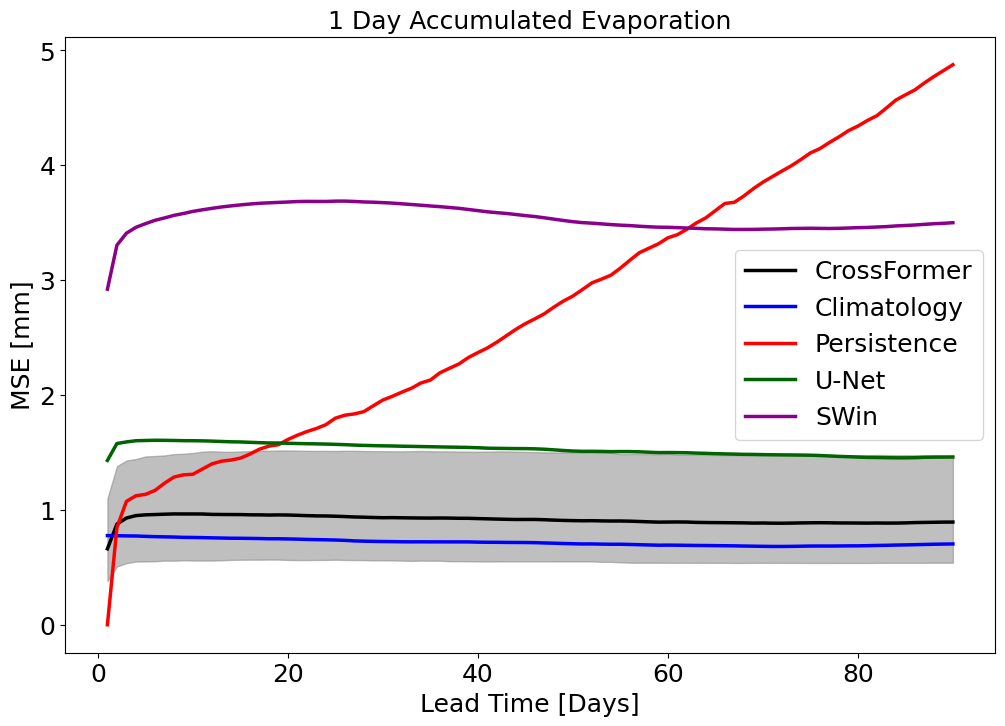 1 Day Accumulated Evaporation
MSE [mm]
5
4
3
2
1
0
CrossFormer
Climatology
Persistence
U-Net
SWin
0 20 40 60 80
Lead Time [Days]